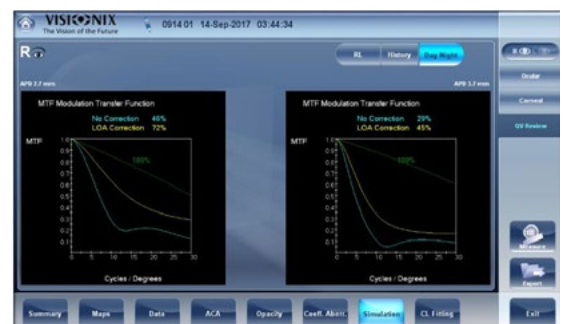 VISIONIX
The Vision of the Future
0914 01 14-Sep-2017 03:44:34
R
RL History Day Night
APD 3.7 mm
MTF Modulation Transfer Function
No Correction 46%
LOA Correction 72%
MTF
100%
1.0
0.9
0.8
0.7
0.6
0.5
0.4
0.3
0.2
0.1
0 5 10 15 20 25 30
Cycles / Degrees
MTF Modulation Transfer Function
No Correction 29%
LOA Correction 45%
MTF
100%
1.0
0.9
0.8
0.7
0.6
0.5
0.4
0.3
0.2
0.1
0 5 10 15 20 25 30
Cycles / Degrees
Ocular
Corneal
QV Review
Measure
Export
Summary Maps Data ACA Opacity Coeff. Aberr. Simulation CL Fitting Exit